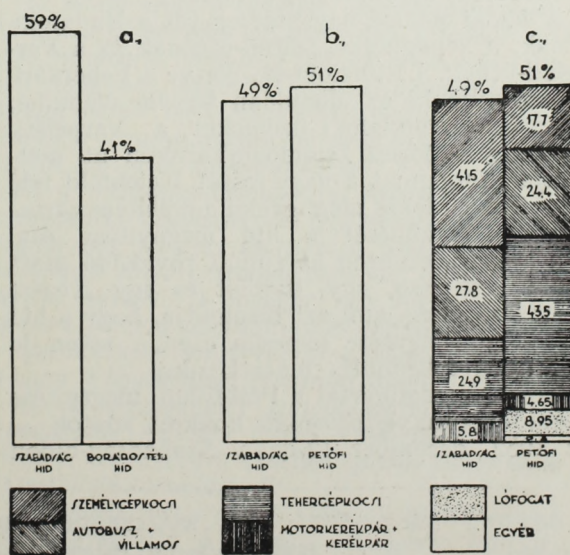 59%
a.,
41%
SZABADSÁG
HID
BORÁROS TÉRI
HID
b.,
49%
51%
SZABADSÁG
HID
PETŐFI
HID
c.,
49%
51%
41.5
27.8
24.9
5.8
17.7
24.4
43.5
4.65
8.95
SZABADSÁG
HID
PETŐFI
HID
SZEMÉLYGÉPKOCSI
AUTÓBUSZ +
VILLAMOS
TEHERGÉPKOCSI
MOTORKERÉKPÁR +
KERÉKPÁR
LÓFOGAT
EGYÉB